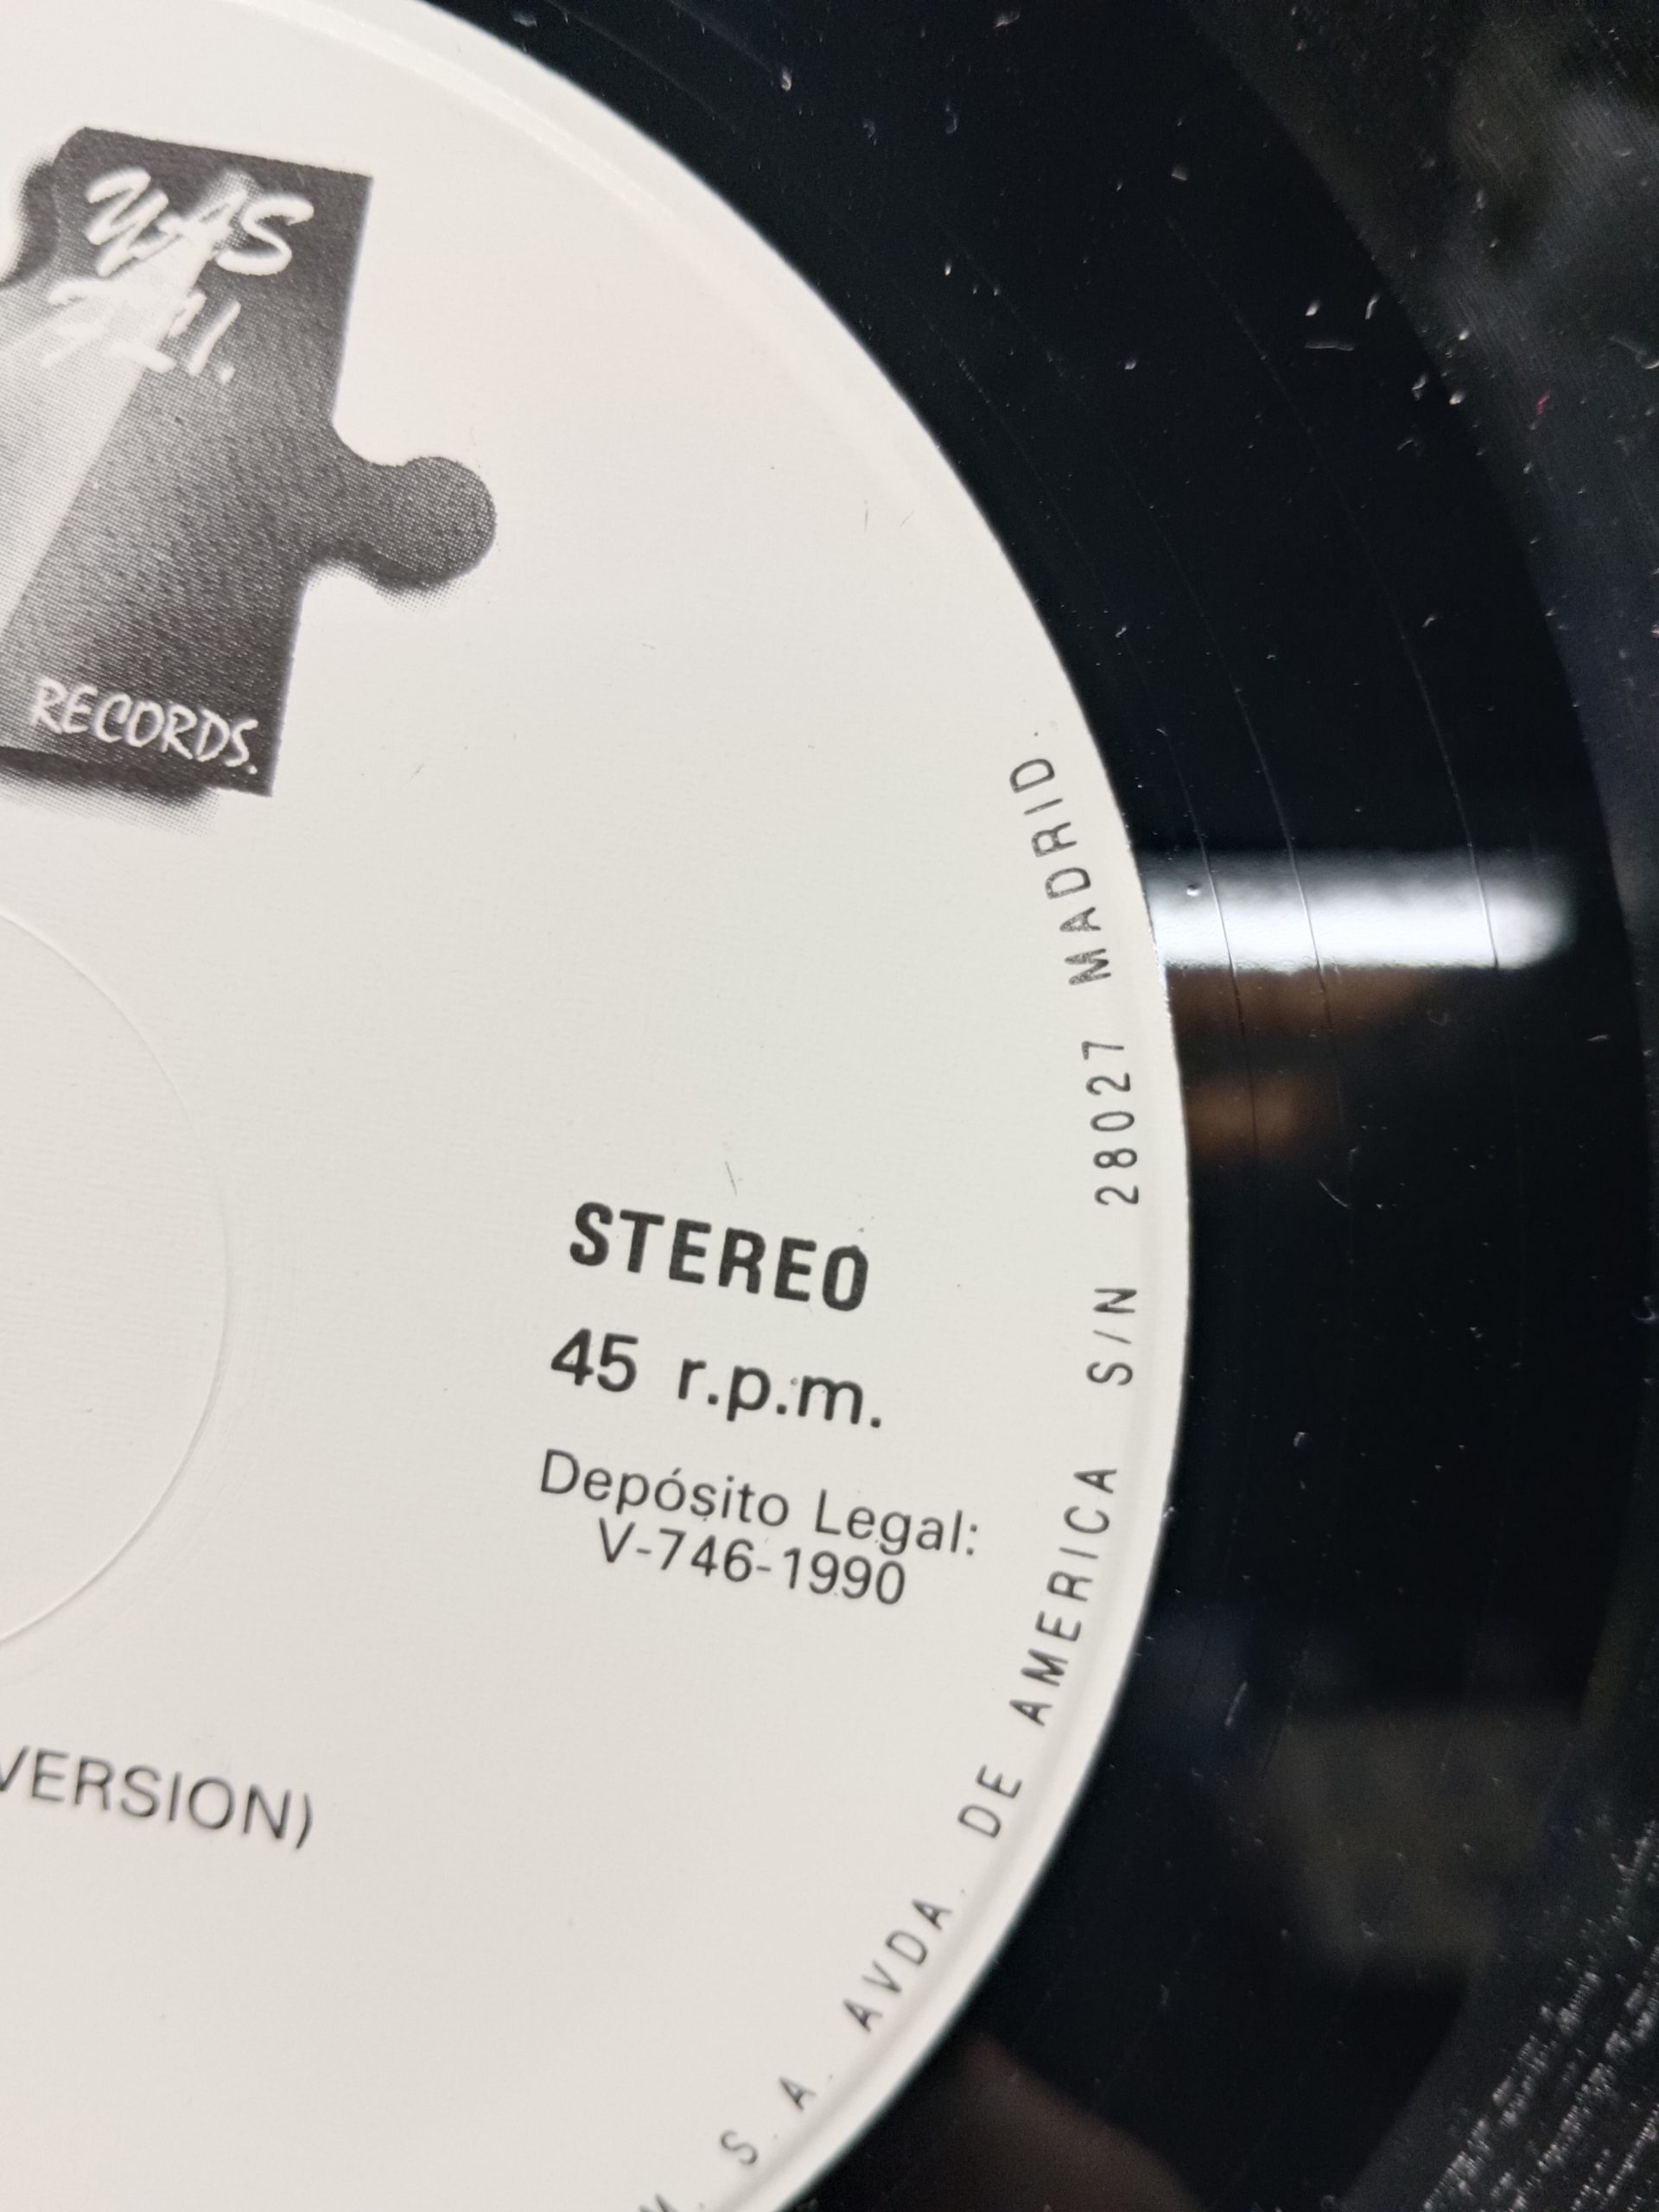 RECORDS.
STEREO
45 r.p.m.
Depósito Legal:
V-746-1990
VERSION)
S.A. AVDA. DE AMERICA S/N 28027 MADRID.